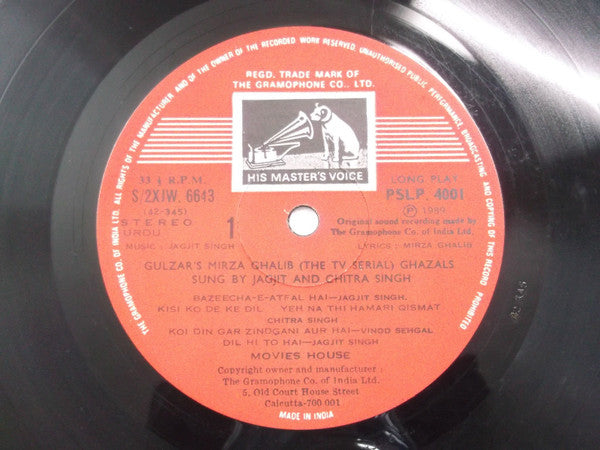 THE GRAMOPHONE CO. OF INDIA LTD. ALL RIGHTS OF THE MANUFACTURER AND OF THE OWNER OF THE RECORDED WORK RESERVED. UNAUTHORISED PUBLIC PERFORMANCE, BROADCASTING AND COPYING OF THIS RECORD PROHIBITED
REGD. TRADE MARK OF
THE GRAMOPHONE CO., LTD.
HIS MASTER'S VOICE
33 ⅓ R.P.M. LONG PLAY
S/2XJW. 6643 PSLP. 4001
(42-345) Ⓟ 1989
STEREO 1 Original sound recording made by
URDU The Gramophone Co. of India Ltd.
MUSIC : JAGJIT SINGH LYRICS : MIRZA GHALIB
GULZAR'S MIRZA GHALIB (THE TV SERIAL) GHAZALS
SUNG BY JAGJIT AND CHITRA SINGH
BAZEECHA-E-ATFAL HAI—JAGJIT SINGH.
KISI KO DE KE DIL YEH NA THI HAMARI QISMAT
CHITRA SINGH
KOI DIN GAR ZINDGANI AUR HAI—VINOD SEHGAL
DIL HI TO HAI—JAGJIT SINGH
MOVIES HOUSE
Copyright owner and manufacturer
The Gramophone Co. of India Ltd.
5, Old Court House Street
Calcutta-700 001
MADE IN INDIA